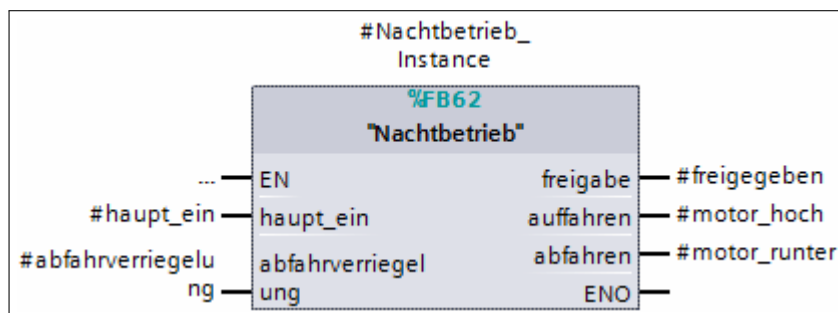 #Nachtbetrieb_
Instance
%FB62
"Nachtbetrieb"
... EN freigabe #freigegeben
#haupt_ein haupt_ein auffahren #motor_hoch
#abfahrverriegelu abfahrverriegel abfahren #motor_runter
ng ung ENO